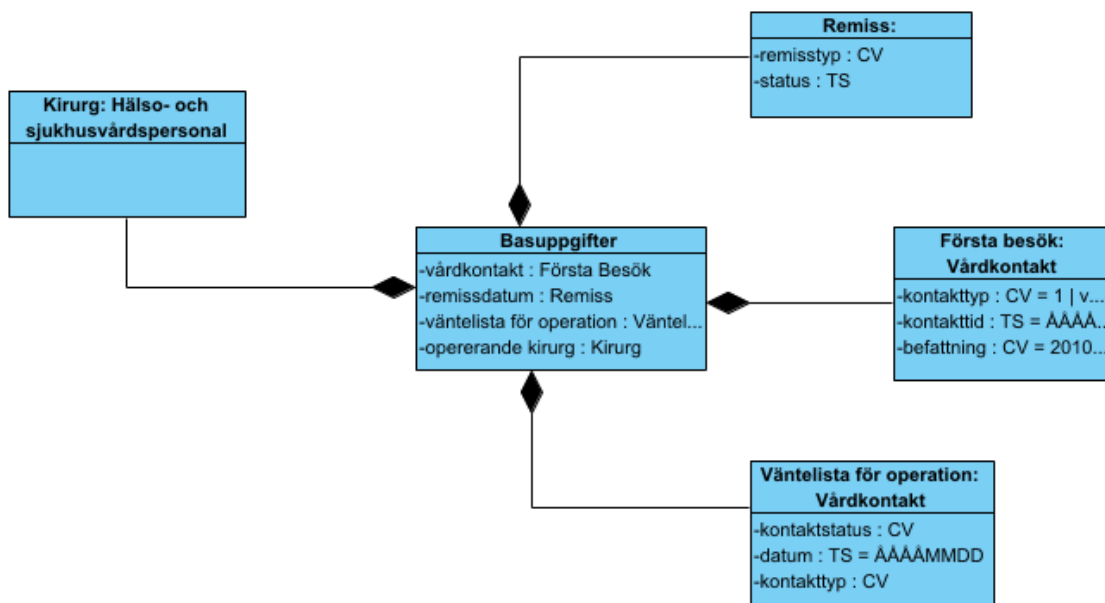 Remiss:
-remisstyp : CV
-status : TS
Kirurg: Hälso- och
sjukhusvårdspersonal
Basuppgifter
-vårdkontakt : Första Besök
-remissdatum : Remiss
-väntelista för operation : Väntel...
-opererande kirurg : Kirurg
Första besök:
Vårdkontakt
-kontakttyp : CV = 1 | v...
-kontakttid : TS = ÅÅÅÅ...
-befattning : CV = 2010...
Väntelista för operation:
Vårdkontakt
-kontaktstatus : CV
-datum : TS = ÅÅÅÅMMDD
-kontakttyp : CV